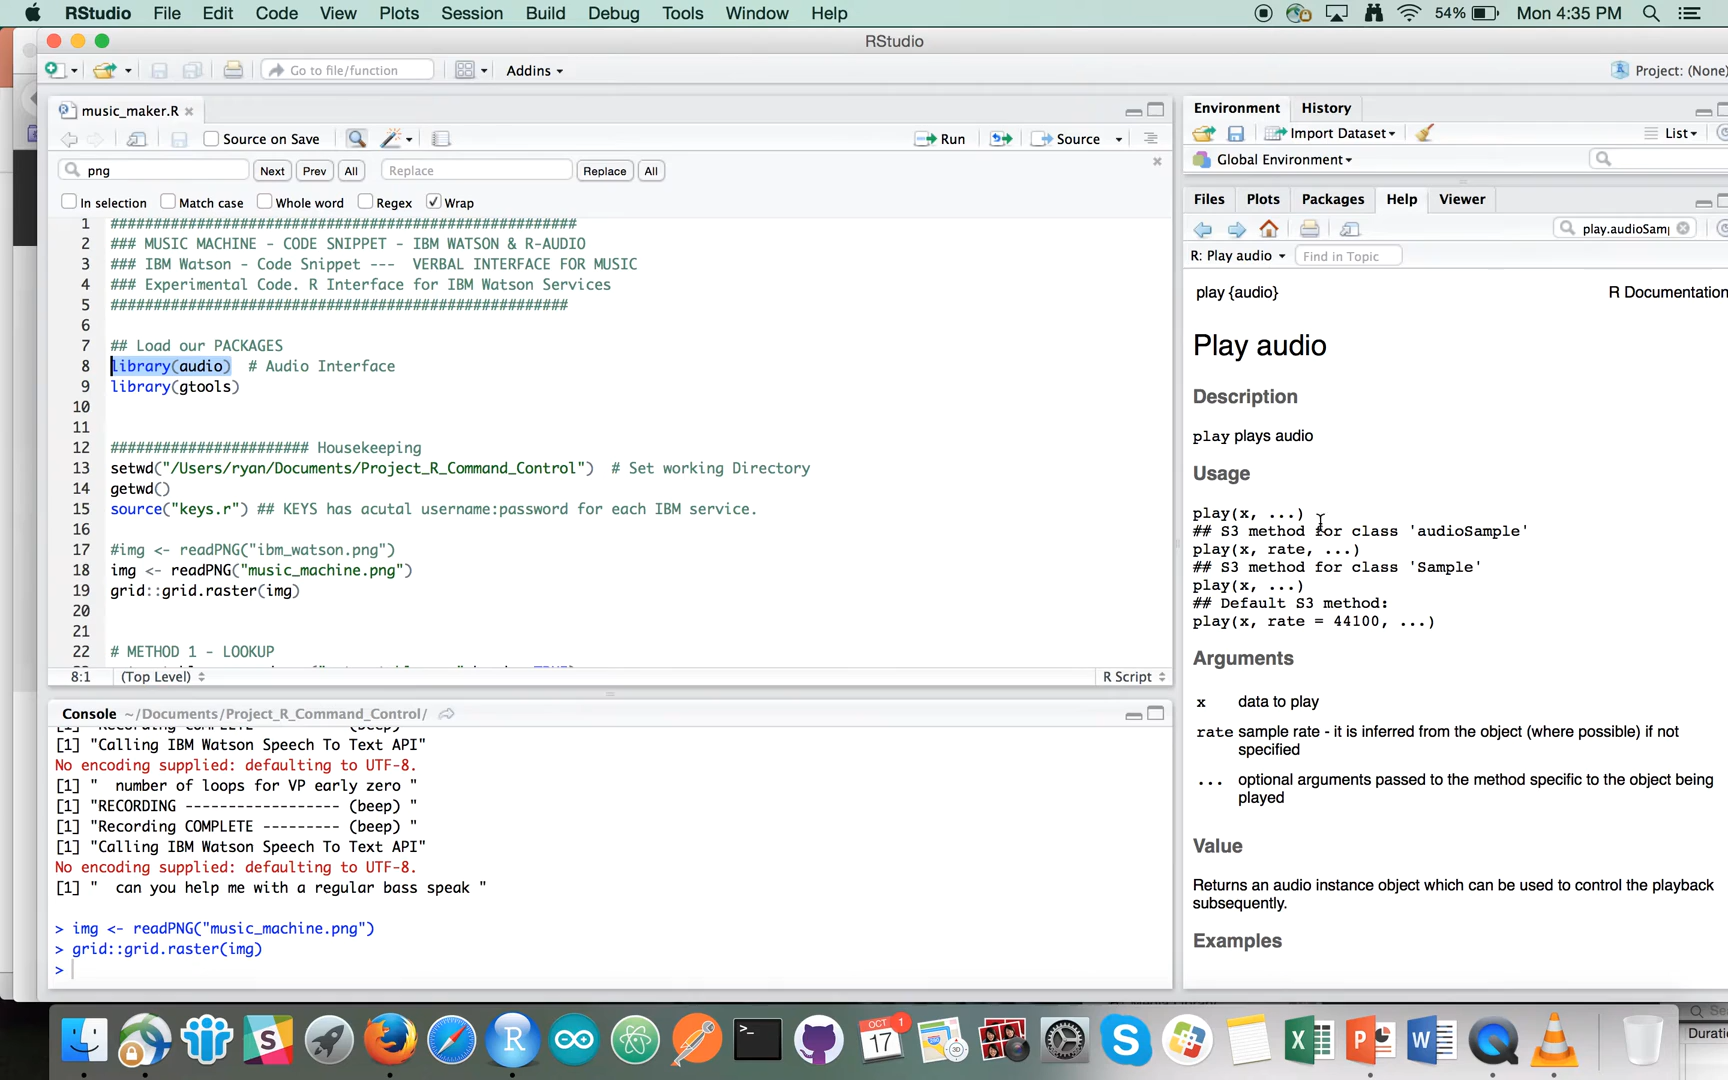 RStudio File Edit Code View Plots Session Build Debug Tools Window Help 54% Mon 4:35 PM
RStudio
Go to file/function Addins Project: (None)
music_maker.R
Source on Save Run Source
png Next Prev All Replace Replace All
In selection Match case Whole word Regex Wrap
1 ###################################################
2 ### MUSIC MACHINE - CODE SNIPPET - IBM WATSON & R-AUDIO
3 ### IBM Watson - Code Snippet --- VERBAL INTERFACE FOR MUSIC
4 ### Experimental Code. R Interface for IBM Watson Services
5 ##################################################
6
7 ## Load our PACKAGES
8 library(audio) # Audio Interface
9 library(gtools)
10
11
12 ###################### Housekeeping
13 setwd("/Users/ryan/Documents/Project_R_Command_Control") # Set working Directory
14 getwd()
15 source("keys.r") ## KEYS has acutal username:password for each IBM service.
16
17 #img <- readPNG("ibm_watson.png")
18 img <- readPNG("music_machine.png")
19 grid::grid.raster(img)
20
21
22 # METHOD 1 - LOOKUP
8:1 (Top Level) R Script
Console ~/Documents/Project_R_Command_Control/
[1] "Recording COMPLETE --------- (beep) "
[1] "Calling IBM Watson Speech To Text API"
No encoding supplied: defaulting to UTF-8.
[1] "  number of loops for VP early zero "
[1] "RECORDING ------------------ (beep) "
[1] "Recording COMPLETE --------- (beep) "
[1] "Calling IBM Watson Speech To Text API"
No encoding supplied: defaulting to UTF-8.
[1] "  can you help me with a regular bass speak "
> img <- readPNG("music_machine.png")
> grid::grid.raster(img)
>
Environment History
Import Dataset List
Global Environment
Files Plots Packages Help Viewer
play.audioSam
R: Play audio Find in Topic
play {audio} R Documentation
Play audio
Description
play plays audio
Usage
play(x, ...)
## S3 method for class 'audioSample'
play(x, rate, ...)
## S3 method for class 'Sample'
play(x, ...)
## Default S3 method:
play(x, rate = 44100, ...)
Arguments
x data to play
rate sample rate - it is inferred from the object (where possible) if not
specified
... optional arguments passed to the method specific to the object being
played
Value
Returns an audio instance object which can be used to control the playback
subsequently.
Examples
OCT
17
1
Duratio